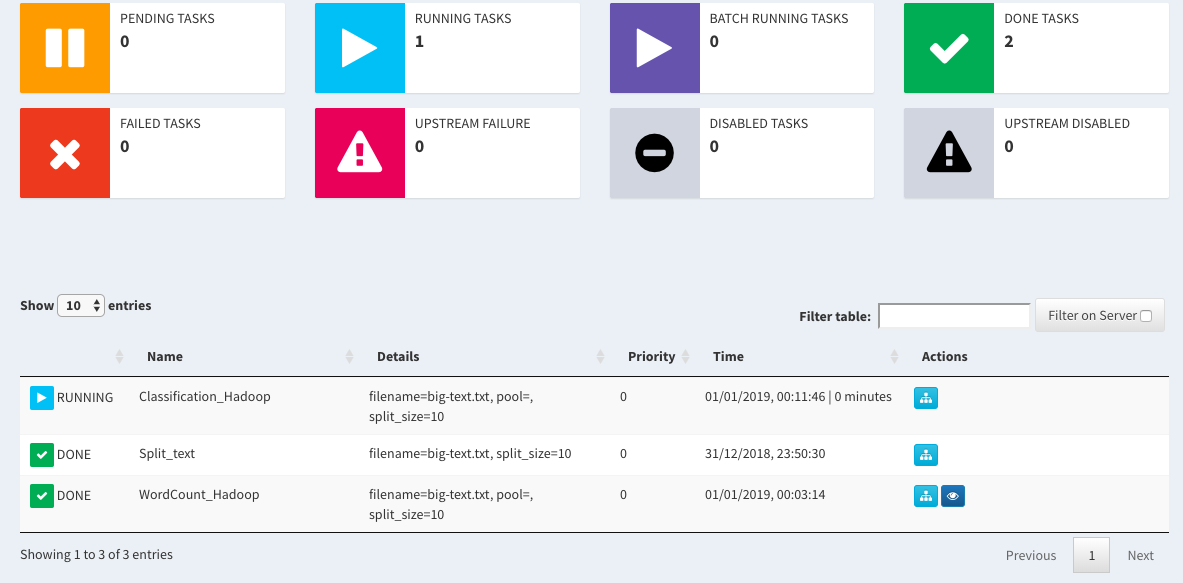 PENDING TASKS
0
RUNNING TASKS
1
BATCH RUNNING TASKS
0
DONE TASKS
2
FAILED TASKS
0
UPSTREAM FAILURE
0
DISABLED TASKS
0
UPSTREAM DISABLED
0
Show 10 entries
Filter table: Filter on Server
Name Details Priority Time Actions
RUNNING Classification_Hadoop filename=big-text.txt, pool=, 0 01/01/2019, 00:11:46 | 0 minutes
split_size=10
DONE Split_text filename=big-text.txt, split_size=10 0 31/12/2018, 23:50:30
DONE WordCount_Hadoop filename=big-text.txt, pool=, 0 01/01/2019, 00:03:14
split_size=10
Showing 1 to 3 of 3 entries
Previous 1 Next